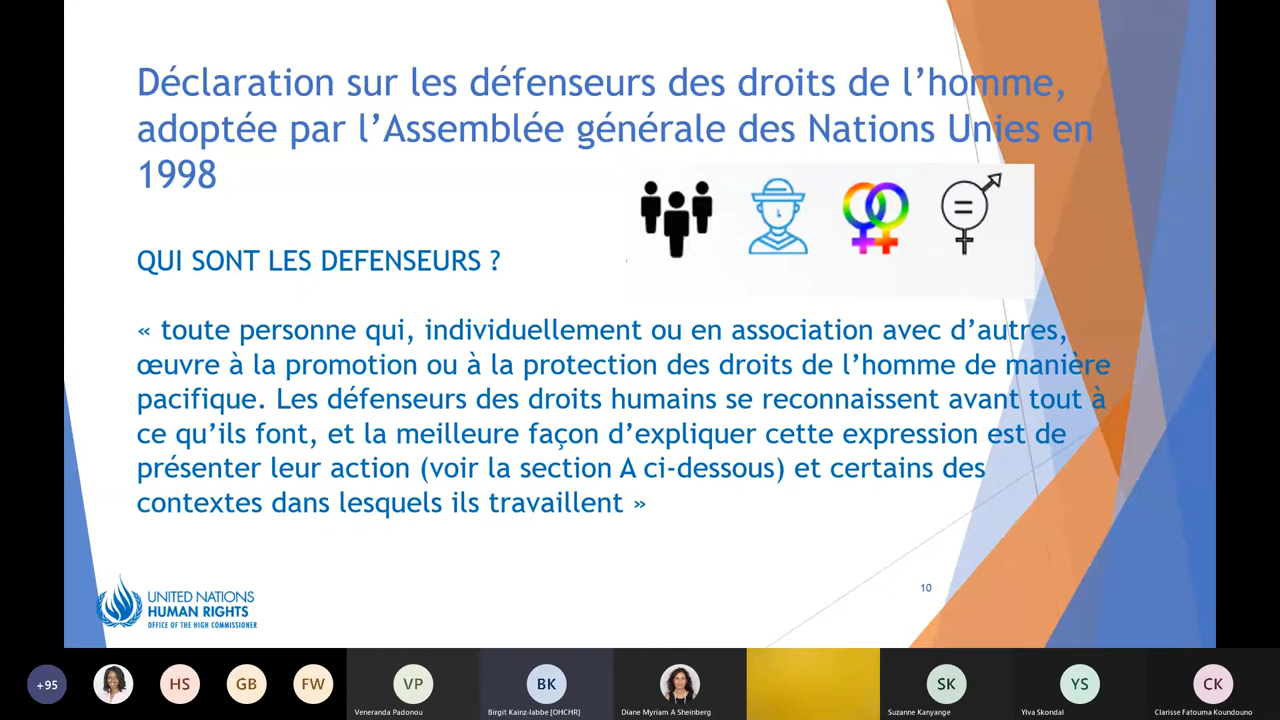 Déclaration sur les défenseurs des droits de l’homme,
adoptée par l’Assemblée générale des Nations Unies en
1998
QUI SONT LES DEFENSEURS ?
« toute personne qui, individuellement ou en association avec d’autres,
œuvre à la promotion ou à la protection des droits de l’homme de manière
pacifique. Les défenseurs des droits humains se reconnaissent avant tout à
ce qu’ils font, et la meilleure façon d’expliquer cette expression est de
présenter leur action (voir la section A ci-dessous) et certains des
contextes dans lesquels ils travaillent »
10
UNITED NATIONS
HUMAN RIGHTS
OFFICE OF THE HIGH COMMISSIONER
+95
HS
GB
FW
VP
BK
SK
YS
CK
Veneranda Padonou
Birgit Kainz-labbe [OHCHR]
Diane Myriam A Sheinberg
Suzanne Kanyange
Ylva Skondal
Clarisse Fatouma Koundouno